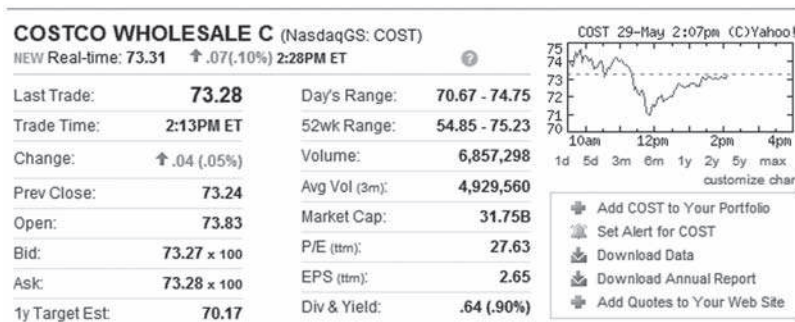 COSTCO WHOLESALE C (NasdaqGS: COST)
NEW Real-time: 73.31 .07(.10%) 2:28PM ET
Last Trade: 73.28
Trade Time: 2:13PM ET
Change: .04 (.05%)
Prev Close: 73.24
Open: 73.83
Bid: 73.27 x 100
Ask: 73.28 x 100
1y Target Est: 70.17
Day's Range: 70.67 - 74.75
52wk Range: 54.85 - 75.23
Volume: 6,857,298
Avg Vol (3m): 4,929,560
Market Cap: 31.75B
P/E (ttm): 27.63
EPS (ttm): 2.65
Div & Yield: .64 (.90%)
COST 29-May 2:07pm (C)Yahoo!
75
74
73
72
71
70
10am 12pm 2pm 4pm
1d 5d 3m 6m 1y 2y 5y max
customize char
Add COST to Your Portfolio
Set Alert for COST
Download Data
Download Annual Report
Add Quotes to Your Web Site